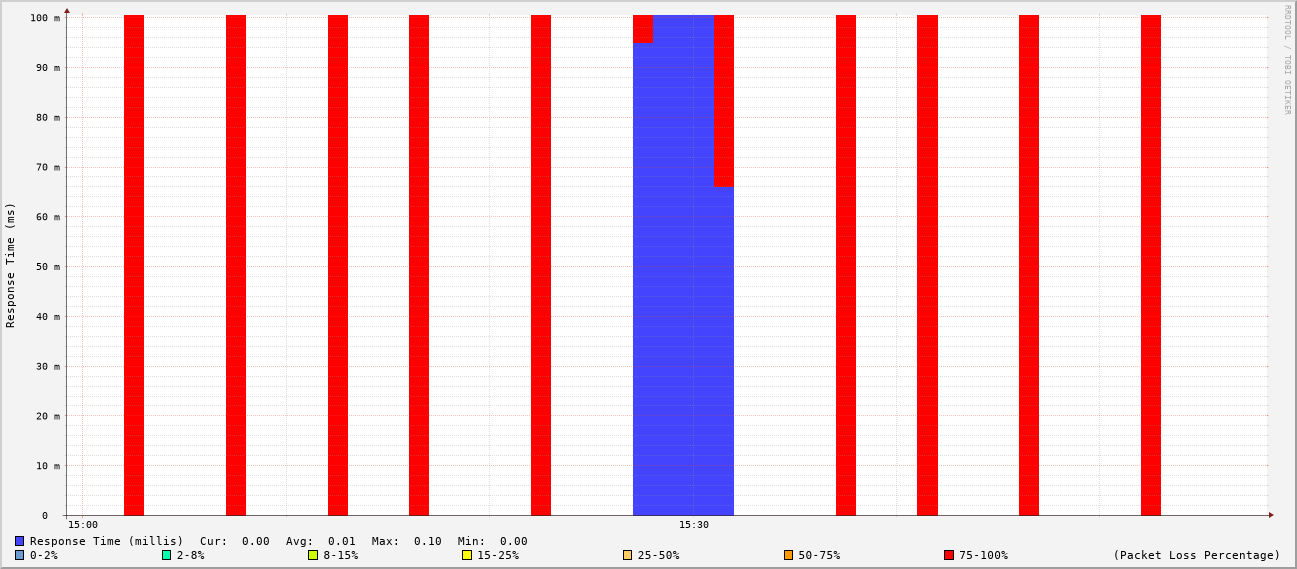 RRDTOOL / TOBI OETIKER
Response Time (ms)
100 m
90 m
80 m
70 m
60 m
50 m
40 m
30 m
20 m
10 m
0
15:00 15:30
Response Time (millis) Cur: 0.00 Avg: 0.01 Max: 0.10 Min: 0.00
0-2% 2-8% 8-15% 15-25% 25-50% 50-75% 75-100% (Packet Loss Percentage)